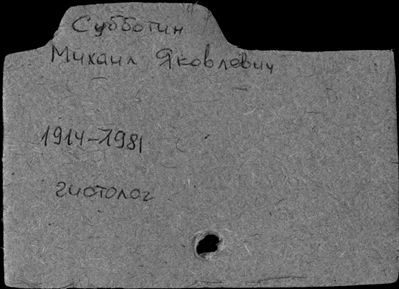 Субботин
Михаил Яковлевич
1914-1981
гистолог